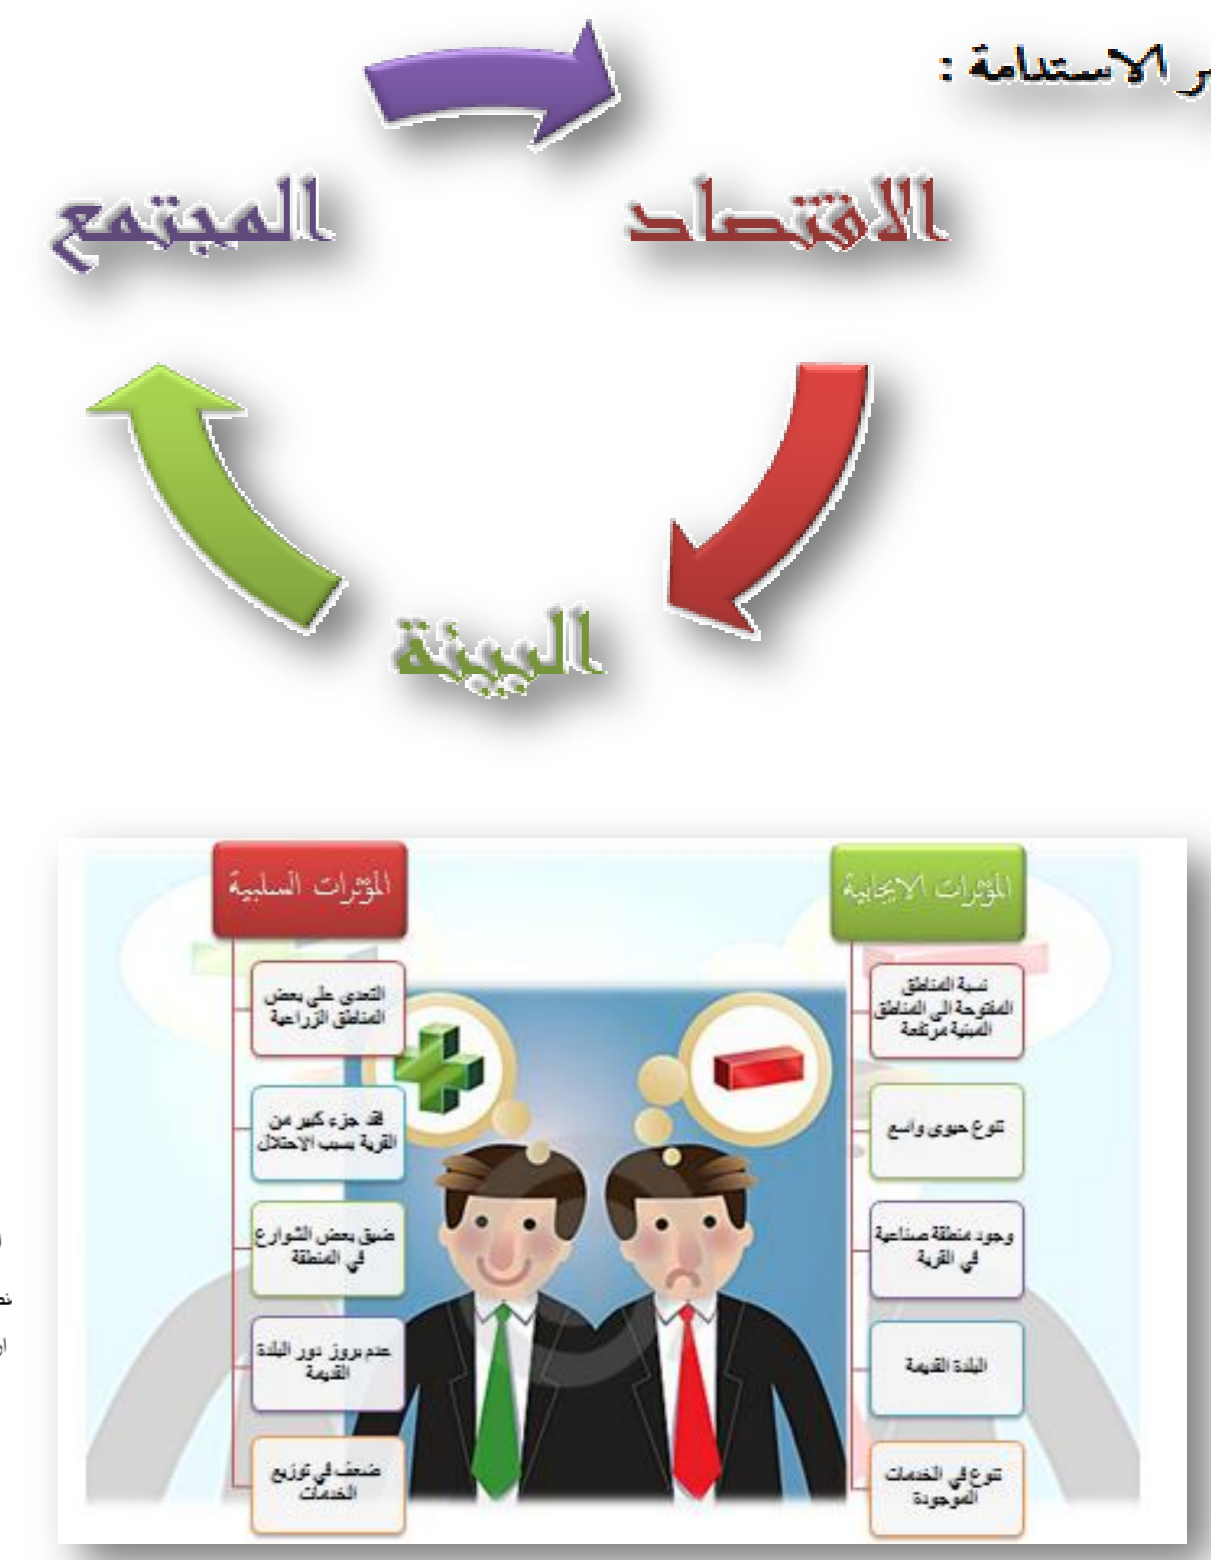 الاستدامة :
الاقتصاد
المجتمع
البيئة
المؤثرات الايجابية
نسبة المناطق
المفتوحة الى المناطق
المبنية مرتفعة
تنوع حيوى واسع
وجود منطقة صناعية
في القرية
البلدة القديمة
تنوع في الخدمات
الموجودة
المؤثرات السلبية
التعدى على بعض
المناطق الزراعية
فقد جزء كبير من
القرية بسبب الاحتلال
ضيق بعض الشوارع
في المنطقة
عدم بروز دور البلدة
القديمة
ضعف في توزيع
الخدمات